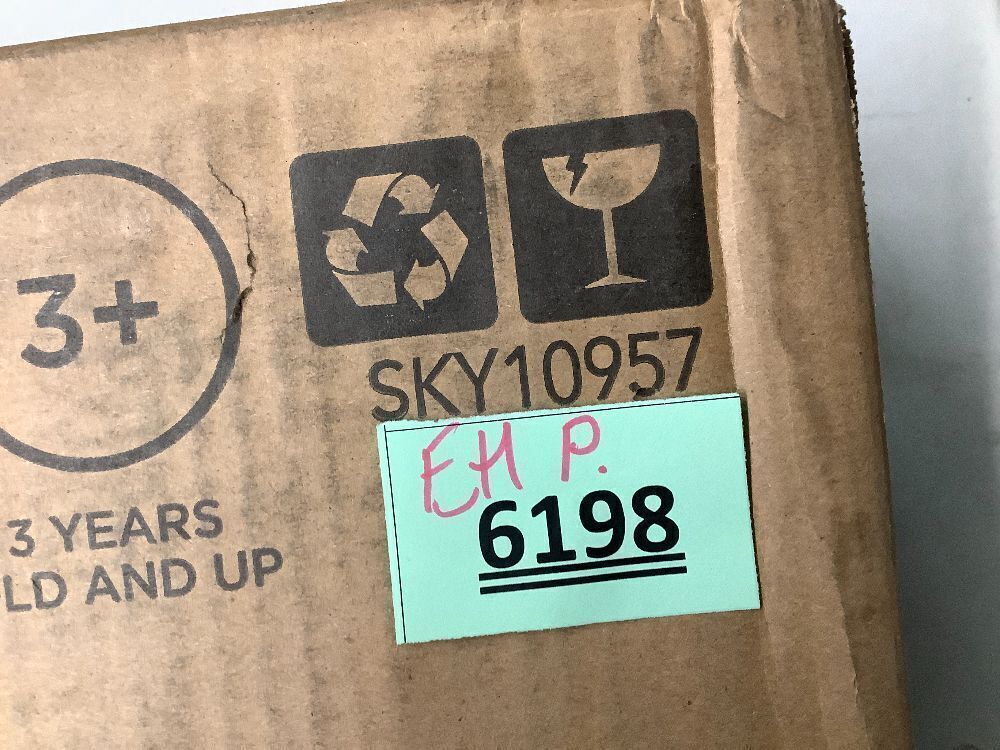 3+
3 YEARS
LD AND UP
SKY10957
EH P.
6198